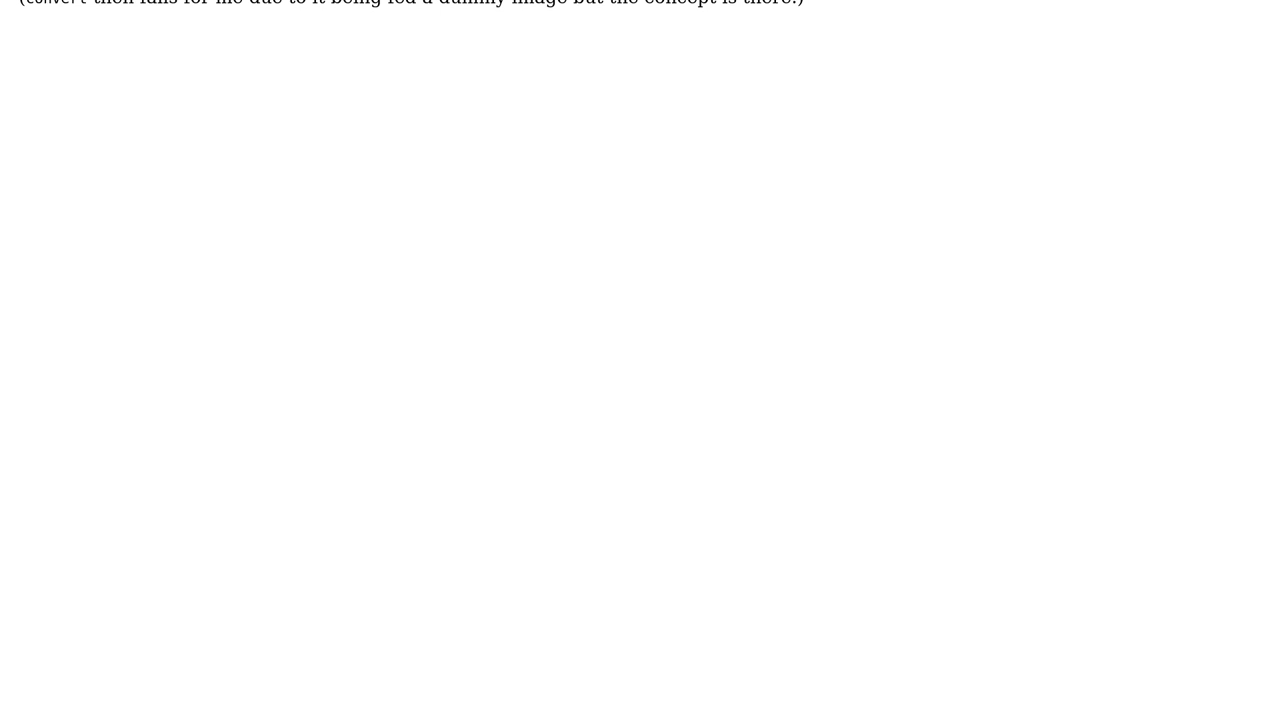 (convert then fails for me due to it being fed a dummy image but the concept is there.)